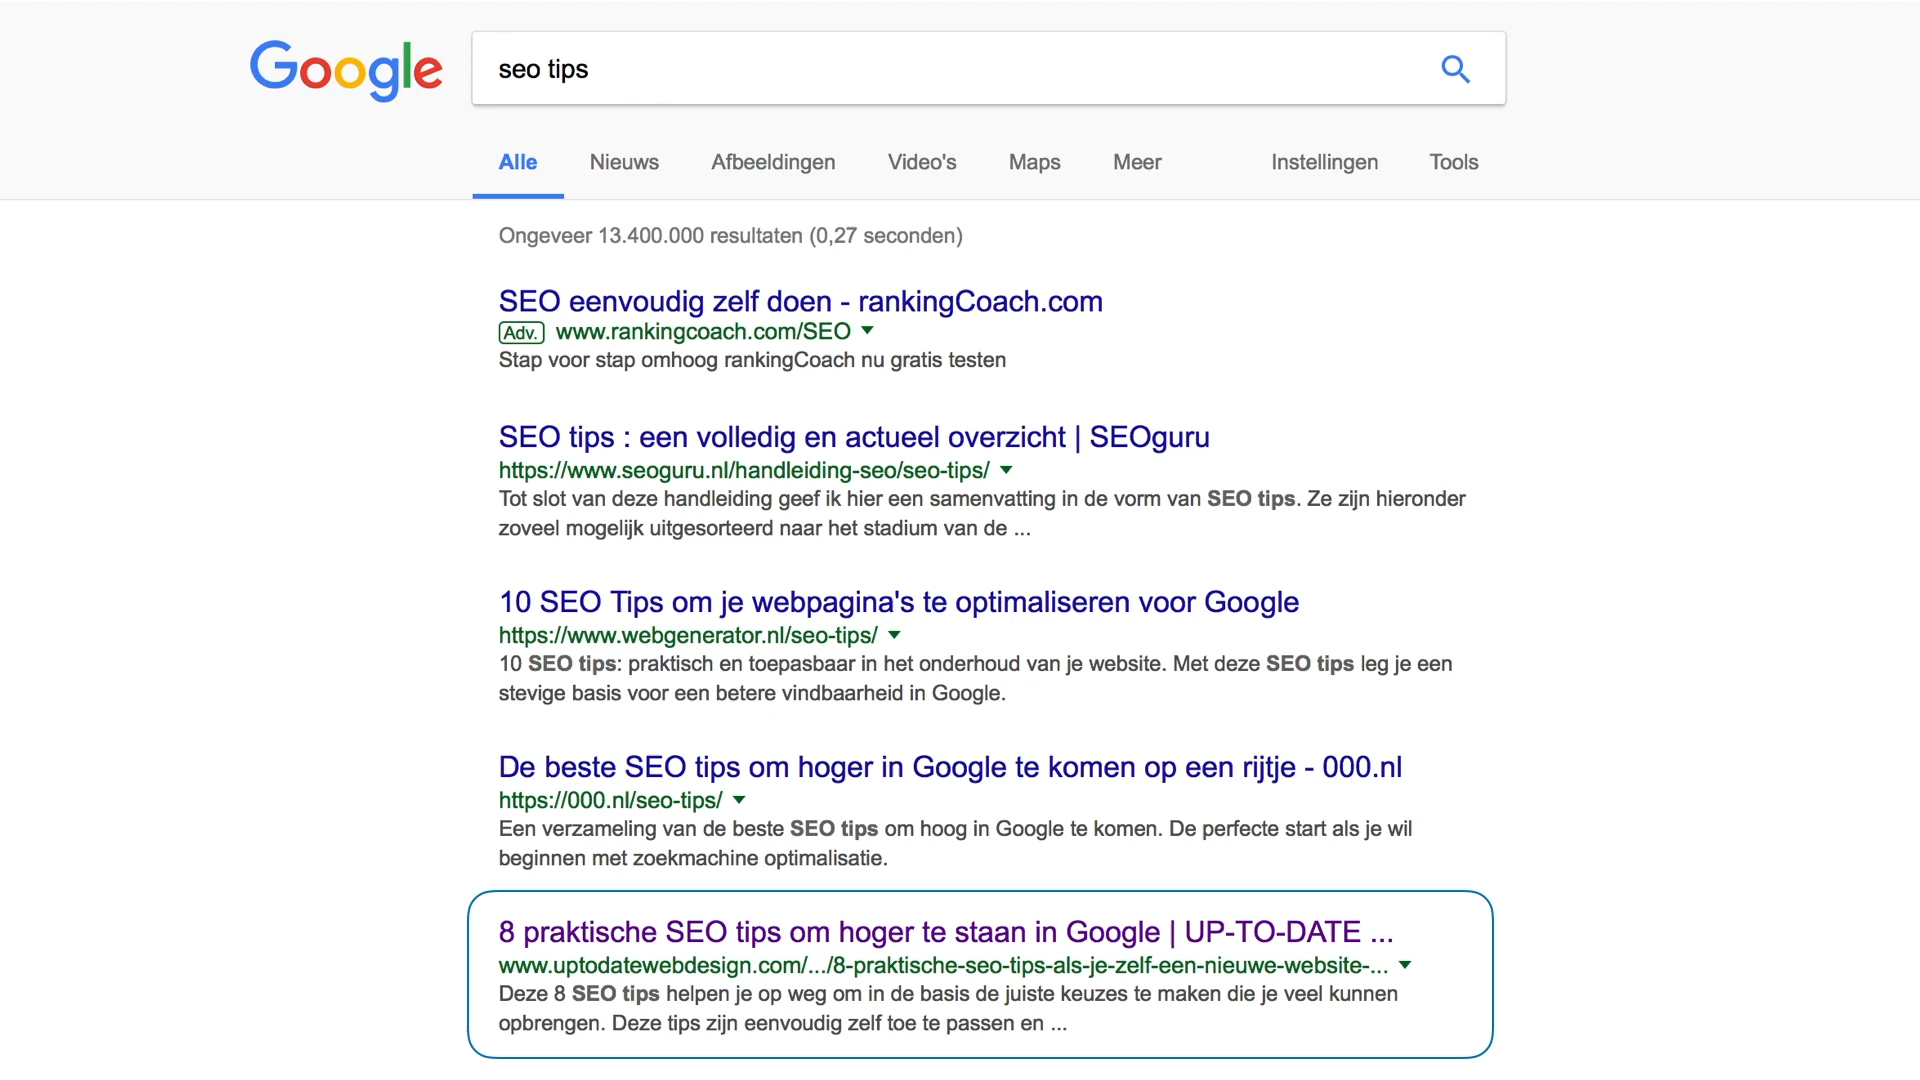 Google
seo tips
Alle Nieuws Afbeeldingen Video's Maps Meer Instellingen Tools
Ongeveer 13.400.000 resultaten (0,27 seconden)
SEO eenvoudig zelf doen - rankingCoach.com
Adv. www.rankingcoach.com/SEO
Stap voor stap omhoog rankingCoach nu gratis testen
SEO tips : een volledig en actueel overzicht | SEOguru
https://www.seoguru.nl/handleiding-seo/seo-tips/
Tot slot van deze handleiding geef ik hier een samenvatting in de vorm van SEO tips. Ze zijn hieronder
zoveel mogelijk uitgesorteerd naar het stadium van de ...
10 SEO Tips om je webpagina's te optimaliseren voor Google
https://www.webgenerator.nl/seo-tips/
10 SEO tips: praktisch en toepasbaar in het onderhoud van je website. Met deze SEO tips leg je een
stevige basis voor een betere vindbaarheid in Google.
De beste SEO tips om hoger in Google te komen op een rijtje - 000.nl
https://000.nl/seo-tips/
Een verzameling van de beste SEO tips om hoog in Google te komen. De perfecte start als je wil
beginnen met zoekmachine optimalisatie.
8 praktische SEO tips om hoger te staan in Google | UP-TO-DATE ...
www.uptodatewebdesign.com/.../8-praktische-seo-tips-als-je-zelf-een-nieuwe-website-...
Deze 8 SEO tips helpen je op weg om in de basis de juiste keuzes te maken die je veel kunnen
opbrengen. Deze tips zijn eenvoudig zelf toe te passen en ...